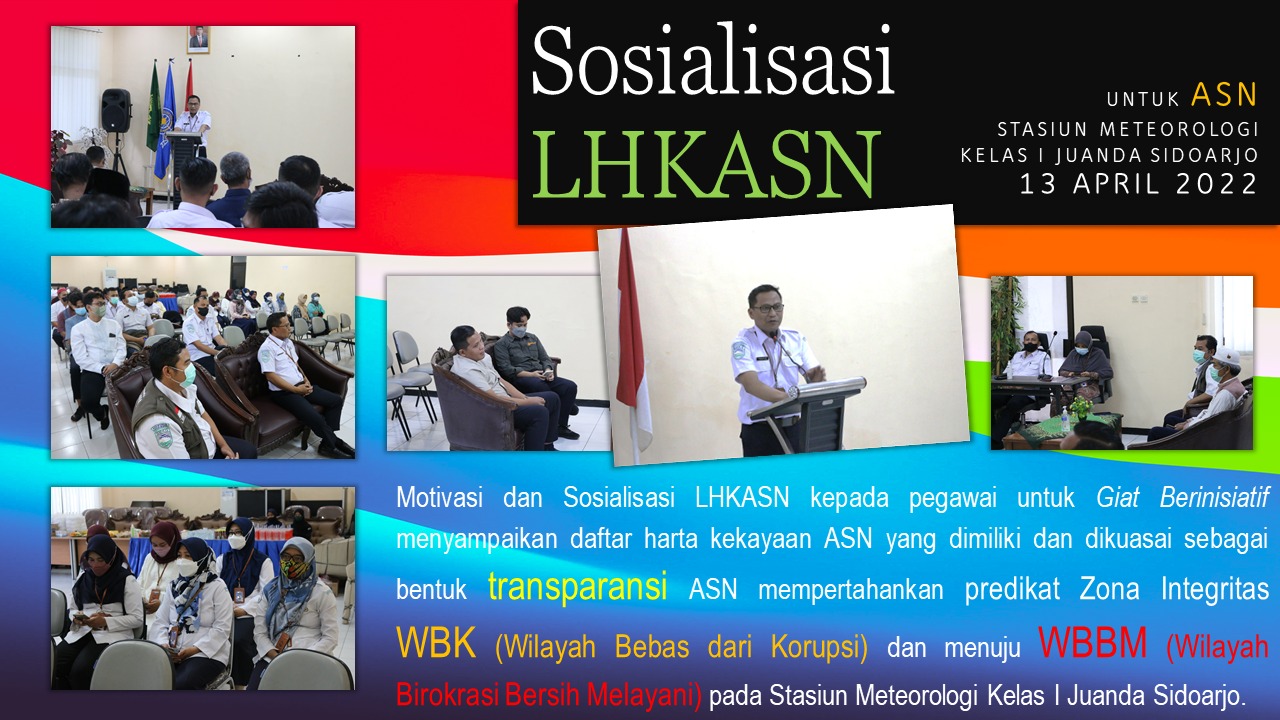 Sosialisasi
LHKASN
UNTUK ASN
STASIUN METEOROLOGI
KELAS I JUANDA SIDOARJO
13 APRIL 2022
Motivasi dan Sosialisasi LHKASN kepada pegawai untuk Giat Berinisiatif
menyampaikan daftar harta kekayaan ASN yang dimiliki dan dikuasai sebagai
bentuk transparansi ASN mempertahankan predikat Zona Integritas
WBK (Wilayah Bebas dari Korupsi) dan menuju WBBM (Wilayah
Birokrasi Bersih Melayani) pada Stasiun Meteorologi Kelas I Juanda Sidoarjo.